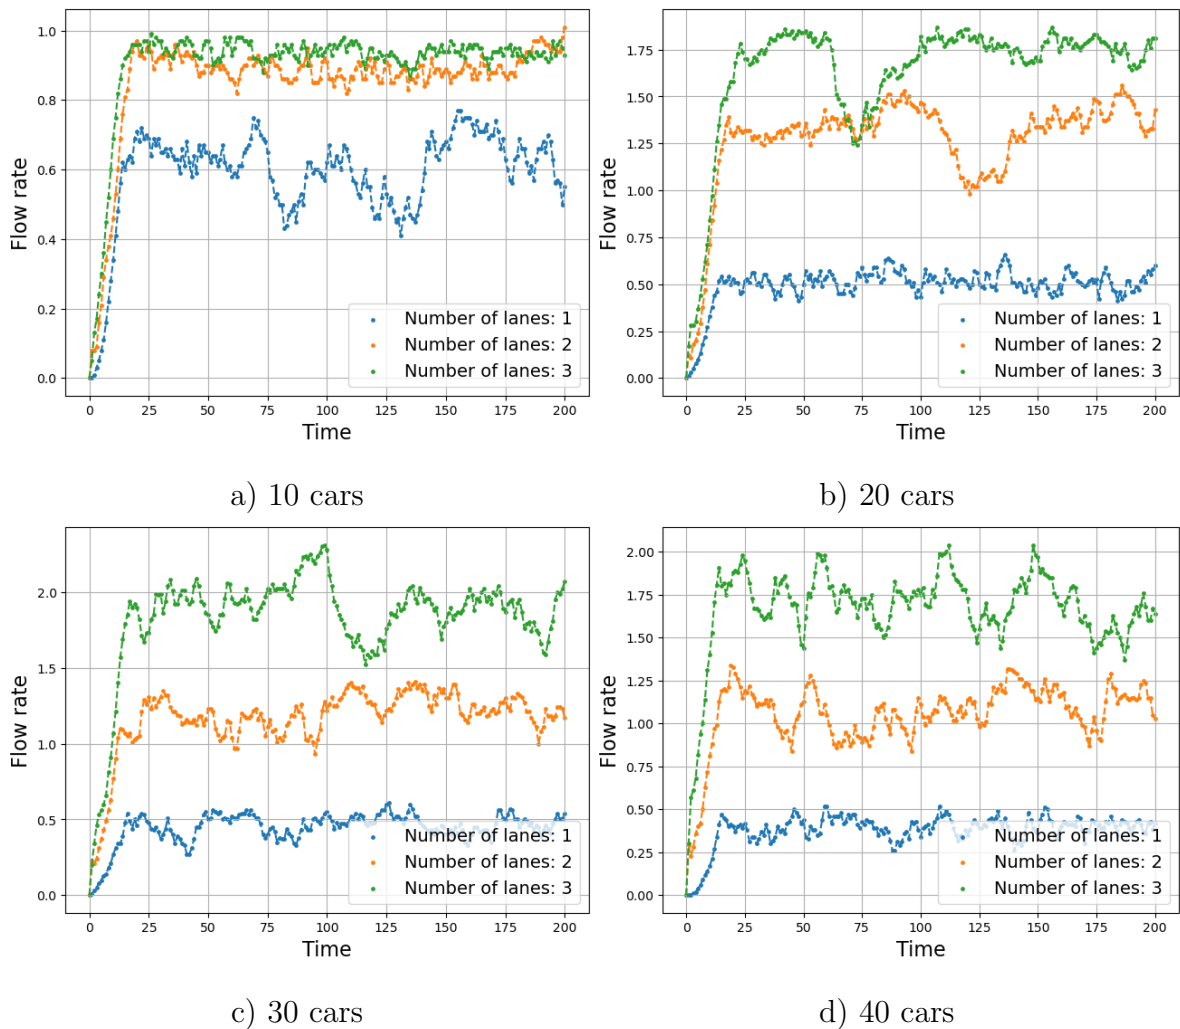 1.0
0.8
0.6
0.4
0.2
0.0
Flow rate
0 25 50 75 100 125 150 175 200
Time
Number of lanes: 1
Number of lanes: 2
Number of lanes: 3
a) 10 cars
1.75
1.50
1.25
1.00
0.75
0.50
0.25
0.00
Flow rate
0 25 50 75 100 125 150 175 200
Time
Number of lanes: 1
Number of lanes: 2
Number of lanes: 3
b) 20 cars
2.0
1.5
1.0
0.5
0.0
Flow rate
0 25 50 75 100 125 150 175 200
Time
Number of lanes: 1
Number of lanes: 2
Number of lanes: 3
c) 30 cars
2.00
1.75
1.50
1.25
1.00
0.75
0.50
0.25
0.00
Flow rate
0 25 50 75 100 125 150 175 200
Time
Number of lanes: 1
Number of lanes: 2
Number of lanes: 3
d) 40 cars